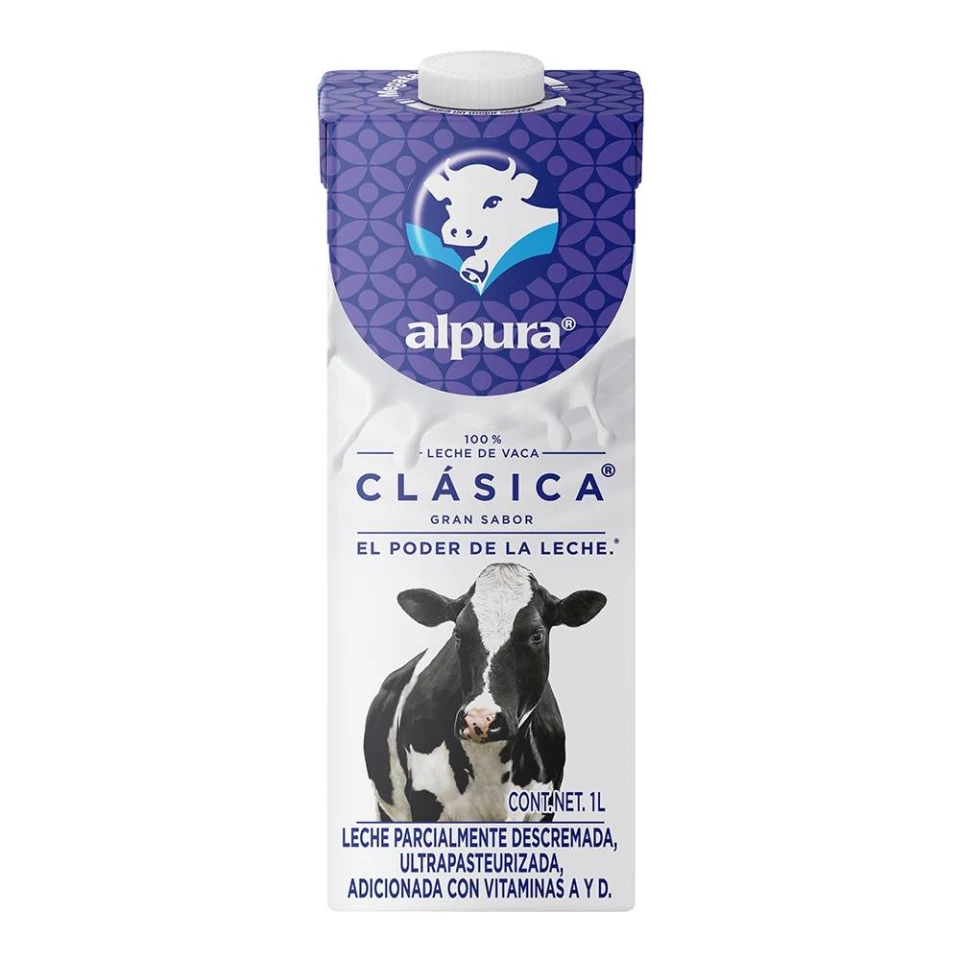 alpura®
100%
LECHE DE VACA
CLÁSICA®
GRAN SABOR
EL PODER DE LA LECHE.®
CONT.NET. 1L
LECHE PARCIALMENTE DESCREMADA,
ULTRAPASTEURIZADA,
ADICIONADA CON VITAMINAS A Y D.